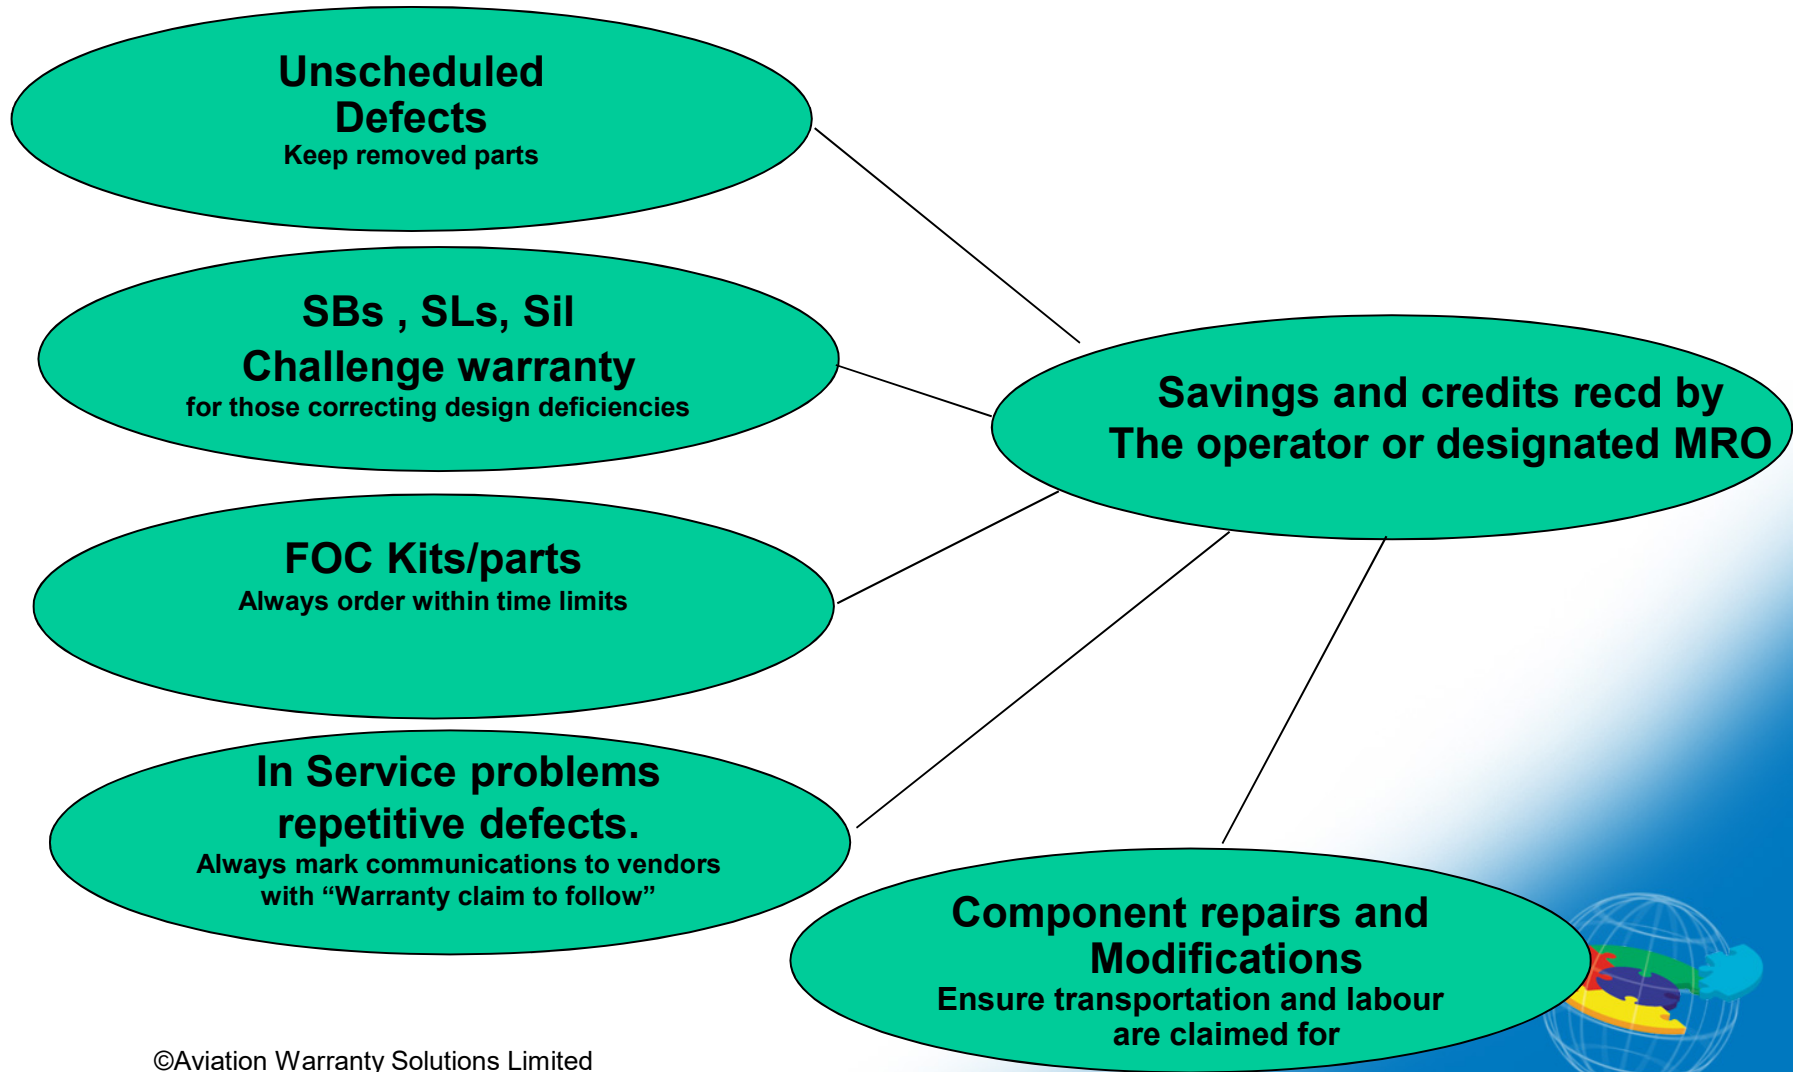 Unscheduled
Defects
Keep removed parts
SBs , SLs, Sil
Challenge warranty
for those correcting design deficiencies
Savings and credits recd by
The operator or designated MRO
FOC Kits/parts
Always order within time limits
In Service problems
repetitive defects.
Always mark communications to vendors
with “Warranty claim to follow”
Component repairs and
Modifications
Ensure transportation and labour
are claimed for
©Aviation Warranty Solutions Limited